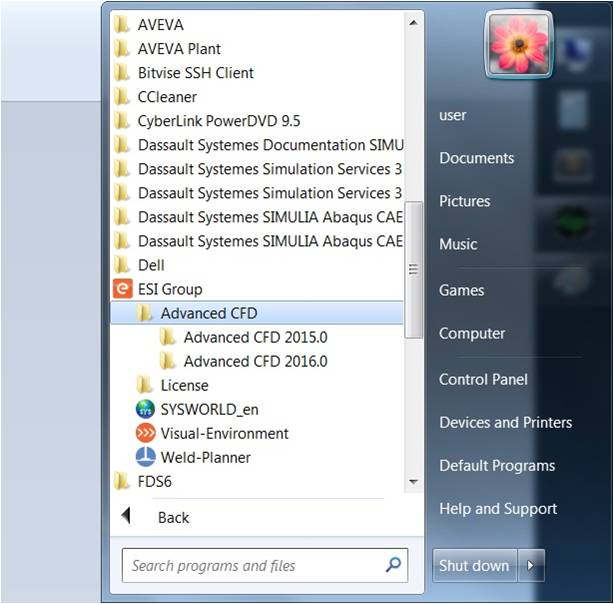 AVEVA
AVEVA Plant
Bitvise SSH Client
CCleaner
CyberLink PowerDVD 9.5
Dassault Systemes Documentation SIMU
Dassault Systemes Simulation Services 3
Dassault Systemes Simulation Services 3
Dassault Systemes SIMULIA Abaqus CAE
Dassault Systemes SIMULIA Abaqus CAE
Dell
ESI Group
Advanced CFD
Advanced CFD 2015.0
Advanced CFD 2016.0
License
SYSWORLD_en
Visual-Environment
Weld-Planner
FDS6
Back
Search programs and files
user
Documents
Pictures
Music
Games
Computer
Control Panel
Devices and Printers
Default Programs
Help and Support
Shut down